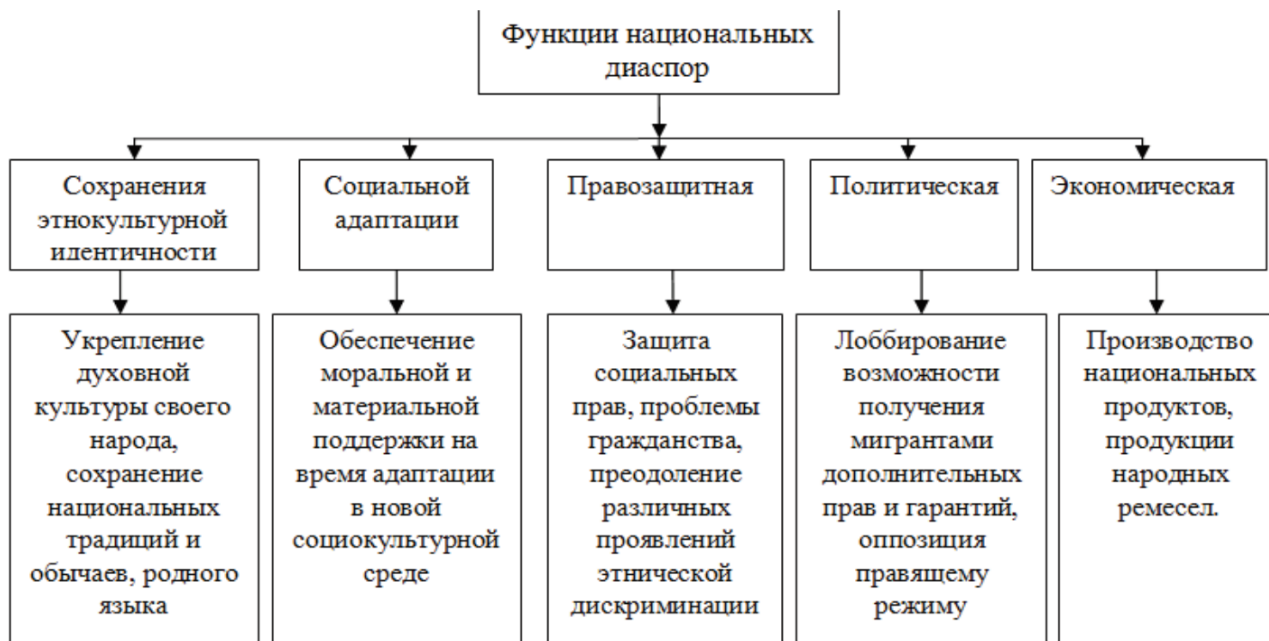 Функции национальных
диаспор
Сохранения
этнокультурной
идентичности
Социальной
адаптации
Правозащитная
Политическая
Экономическая
Укрепление
духовной
культуры своего
народа,
сохранение
национальных
традиций и
обычаев, родного
языка
Обеспечение
моральной и
материальной
поддержки на
время адаптации
в новой
социокультурной
среде
Защита
социальных
прав, проблемы
гражданства,
преодоление
различных
проявлений
этнической
дискриминации
Лоббирование
возможности
получения
мигрантами
дополнительных
прав и гарантий,
оппозиция
правящему
режиму
Производство
национальных
продуктов,
продукции
народных
ремесел.